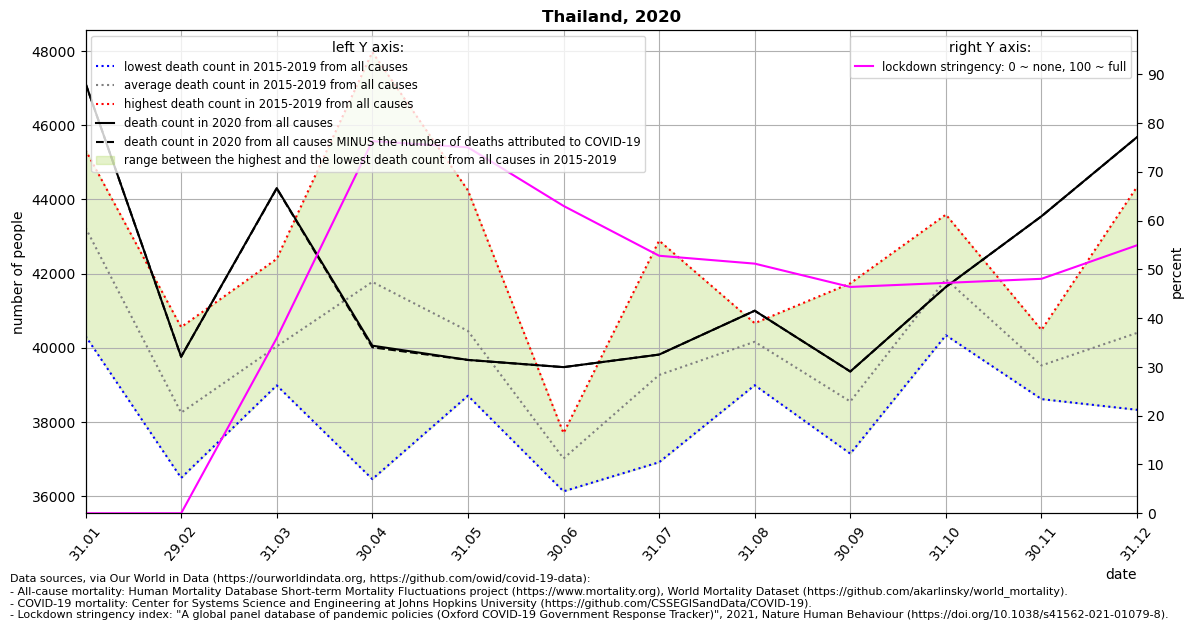 Thailand, 2020
left Y axis:
lowest death count in 2015-2019 from all causes
average death count in 2015-2019 from all causes
highest death count in 2015-2019 from all causes
death count in 2020 from all causes
death count in 2020 from all causes MINUS the number of deaths attributed to COVID-19
range between the highest and the lowest death count from all causes in 2015-2019
right Y axis:
lockdown stringency: 0 ~ none, 100 ~ full
number of people
48000
46000
44000
42000
40000
38000
36000
percent
90
80
70
60
50
40
30
20
10
0
31.01
29.02
31.03
30.04
31.05
30.06
31.07
31.08
30.09
31.10
30.11
31.12
date
Data sources, via Our World in Data (https://ourworldindata.org, https://github.com/owid/covid-19-data):
- All-cause mortality: Human Mortality Database Short-term Mortality Fluctuations project (https://www.mortality.org), World Mortality Dataset (https://github.com/akarlinsky/world_mortality).
- COVID-19 mortality: Center for Systems Science and Engineering at Johns Hopkins University (https://github.com/CSSEGISandData/COVID-19).
- Lockdown stringency index: "A global panel database of pandemic policies (Oxford COVID-19 Government Response Tracker)", 2021, Nature Human Behaviour (https://doi.org/10.1038/s41562-021-01079-8).